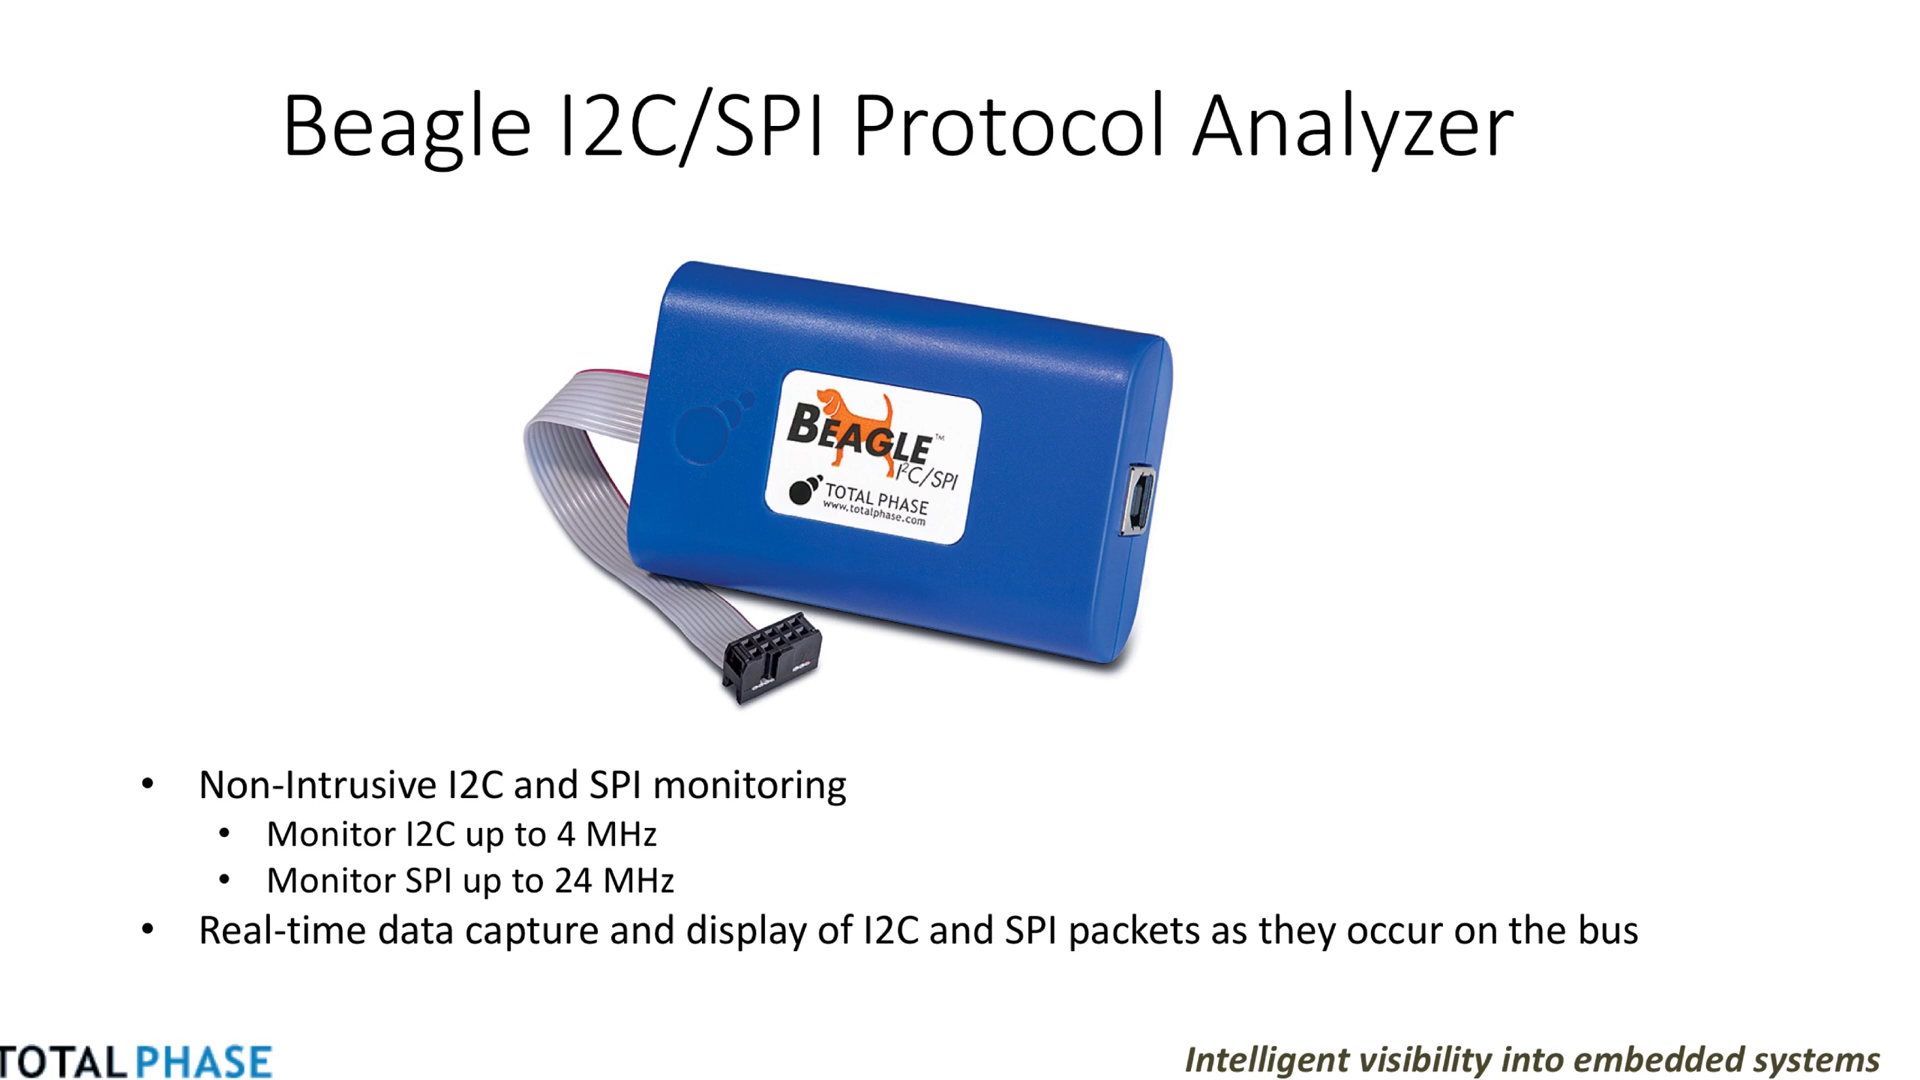 Beagle I2C/SPI Protocol Analyzer
BEAGLE™
I²C/SPI
TOTAL PHASE
www.totalphase.com
• Non-Intrusive I2C and SPI monitoring
• Monitor I2C up to 4 MHz
• Monitor SPI up to 24 MHz
• Real-time data capture and display of I2C and SPI packets as they occur on the bus
TOTAL PHASE
Intelligent visibility into embedded systems